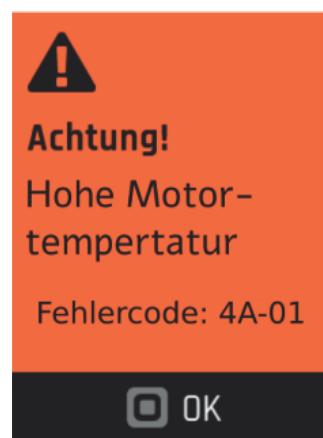 Achtung!
Hohe Motor-
tempertatur
Fehlercode: 4A-01
OK